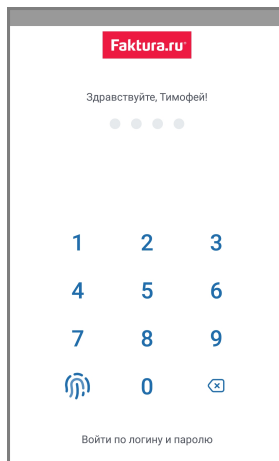 Faktura.ru
Здравствуйте, Тимофей!
1 2 3
4 5 6
7 8 9
0
Войти по логину и паролю